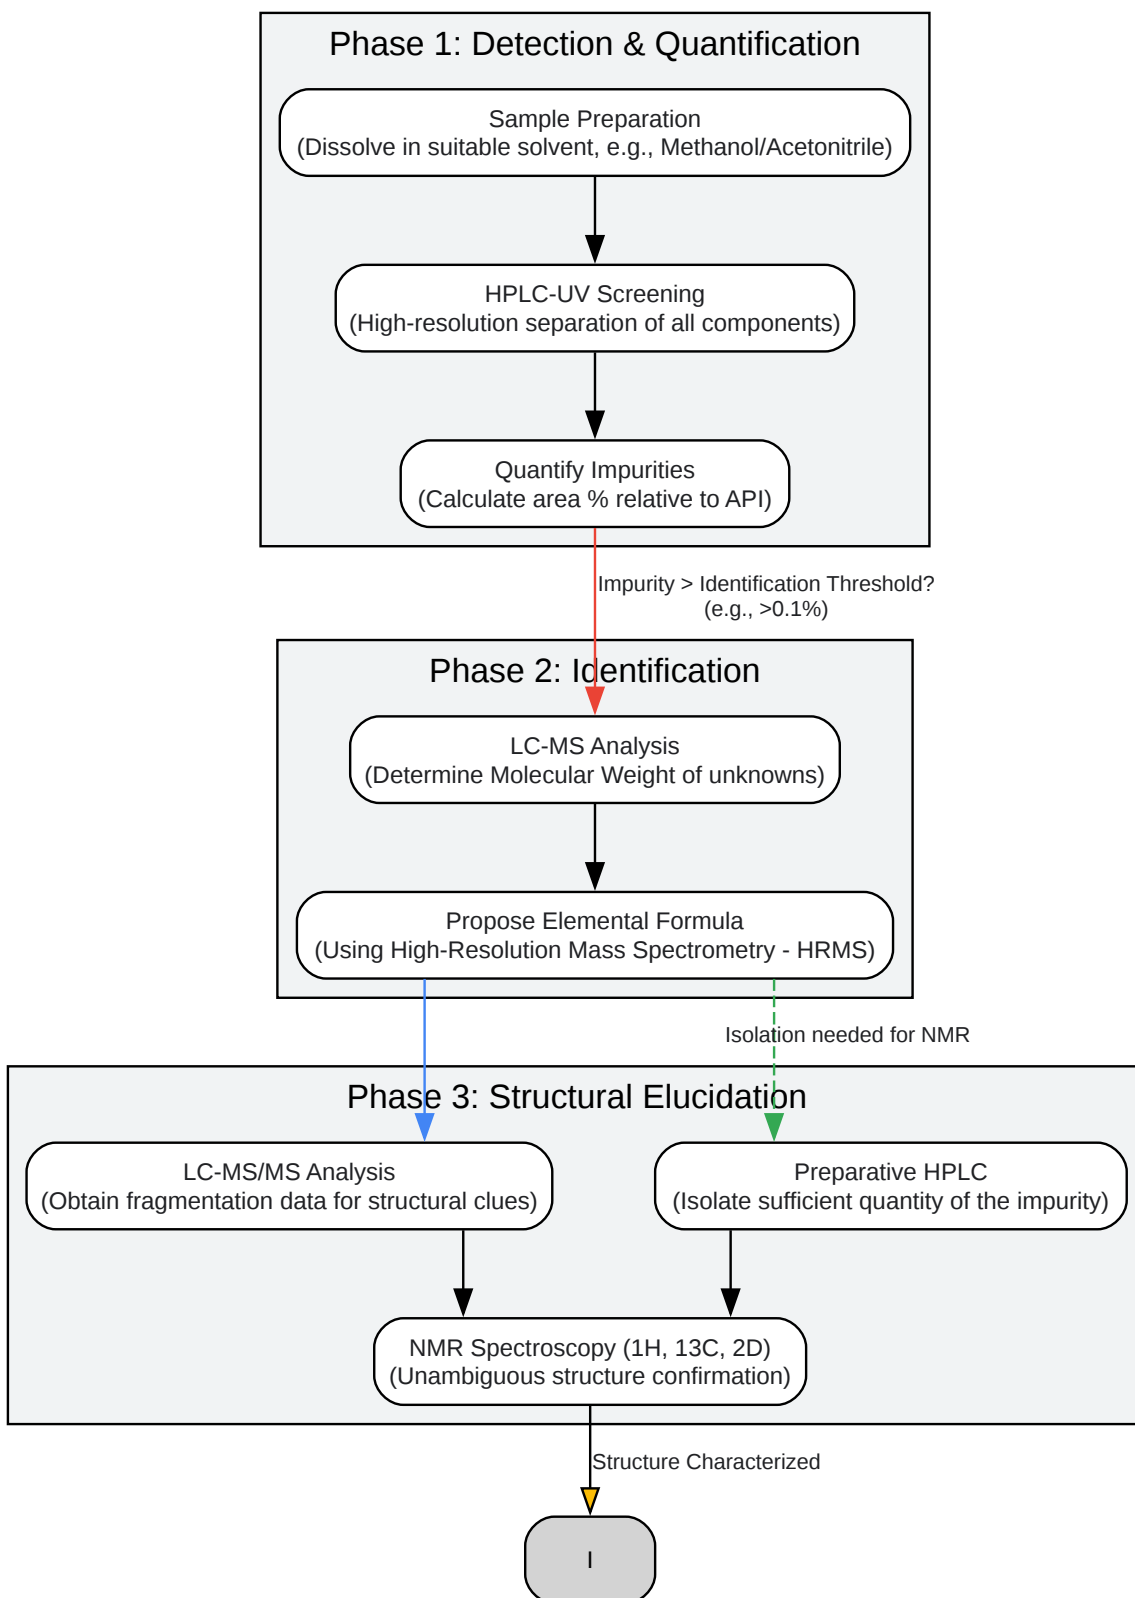 Phase 1: Detection & Quantification
Sample Preparation
(Dissolve in suitable solvent, e.g., Methanol/Acetonitrile)
HPLC-UV Screening
(High-resolution separation of all components)
Quantify Impurities
(Calculate area % relative to API)
Impurity > Identification Threshold?
(e.g., >0.1%)
Phase 2: Identification
LC-MS Analysis
(Determine Molecular Weight of unknowns)
Propose Elemental Formula
(Using High-Resolution Mass Spectrometry - HRMS)
Isolation needed for NMR
Phase 3: Structural Elucidation
LC-MS/MS Analysis
(Obtain fragmentation data for structural clues)
Preparative HPLC
(Isolate sufficient quantity of the impurity)
NMR Spectroscopy (1H, 13C, 2D)
(Unambiguous structure confirmation)
Structure Characterized
I